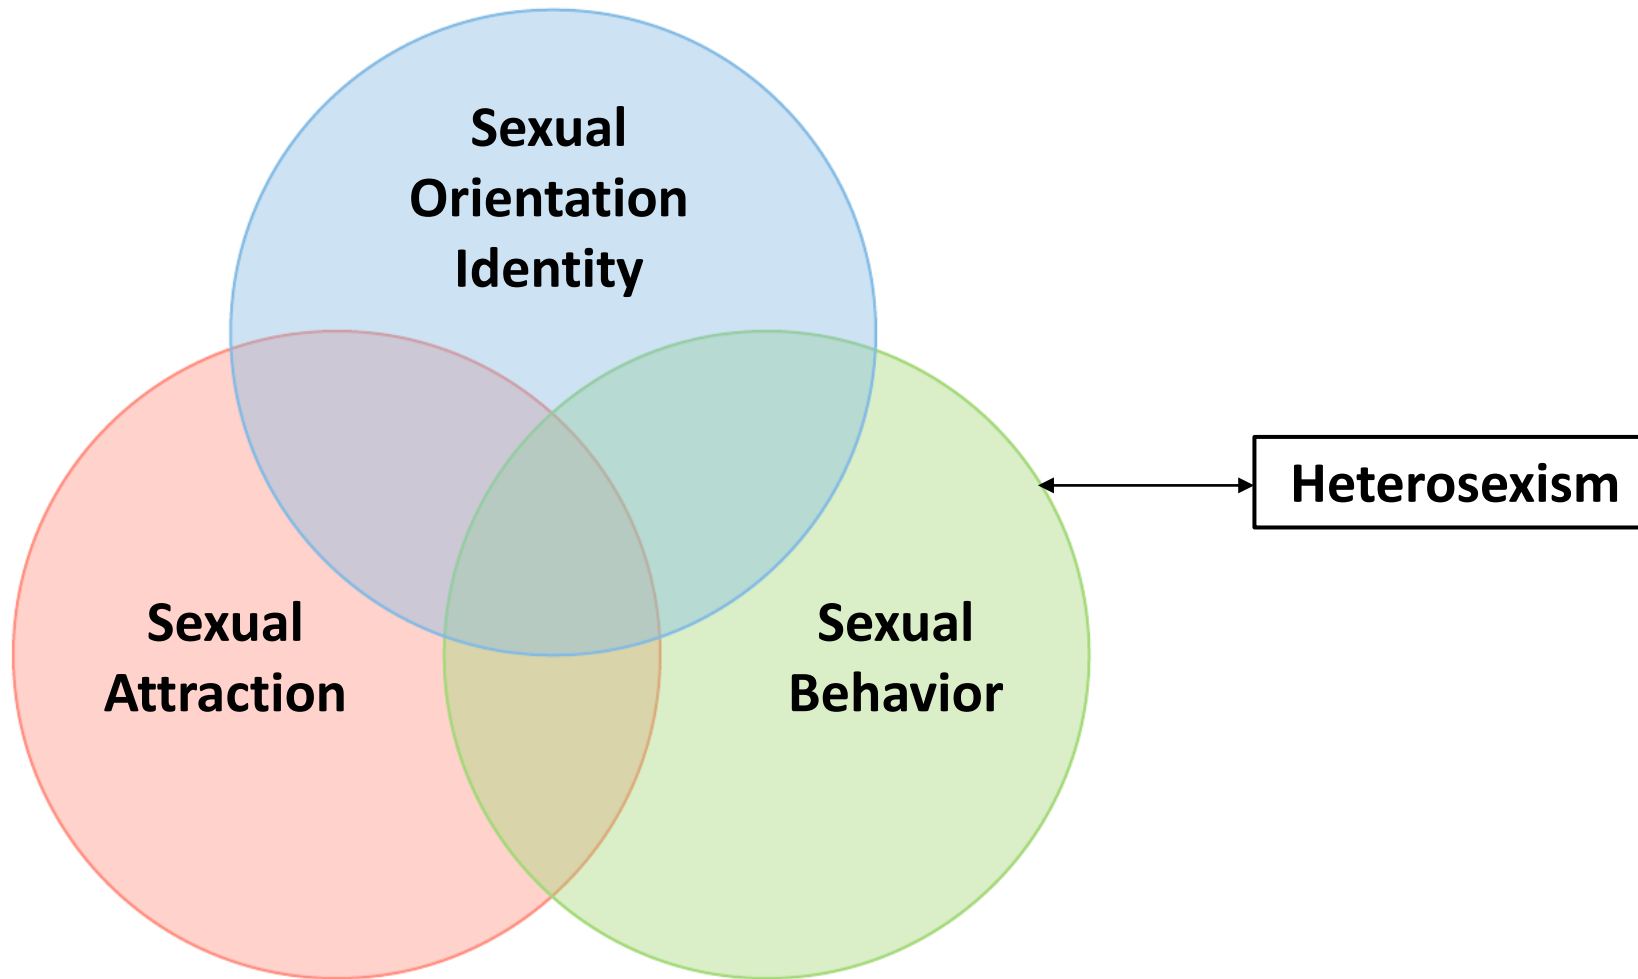 Sexual
Orientation
Identity
Heterosexism
Sexual
Attraction
Sexual
Behavior